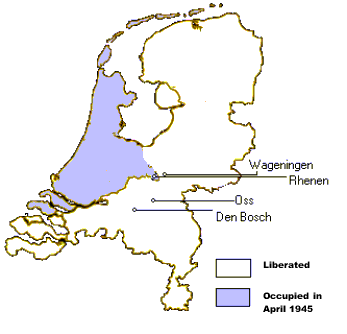 Wageningen
Rhenen
Oss
Den Bosch
Liberated
Occupied in
April 1945